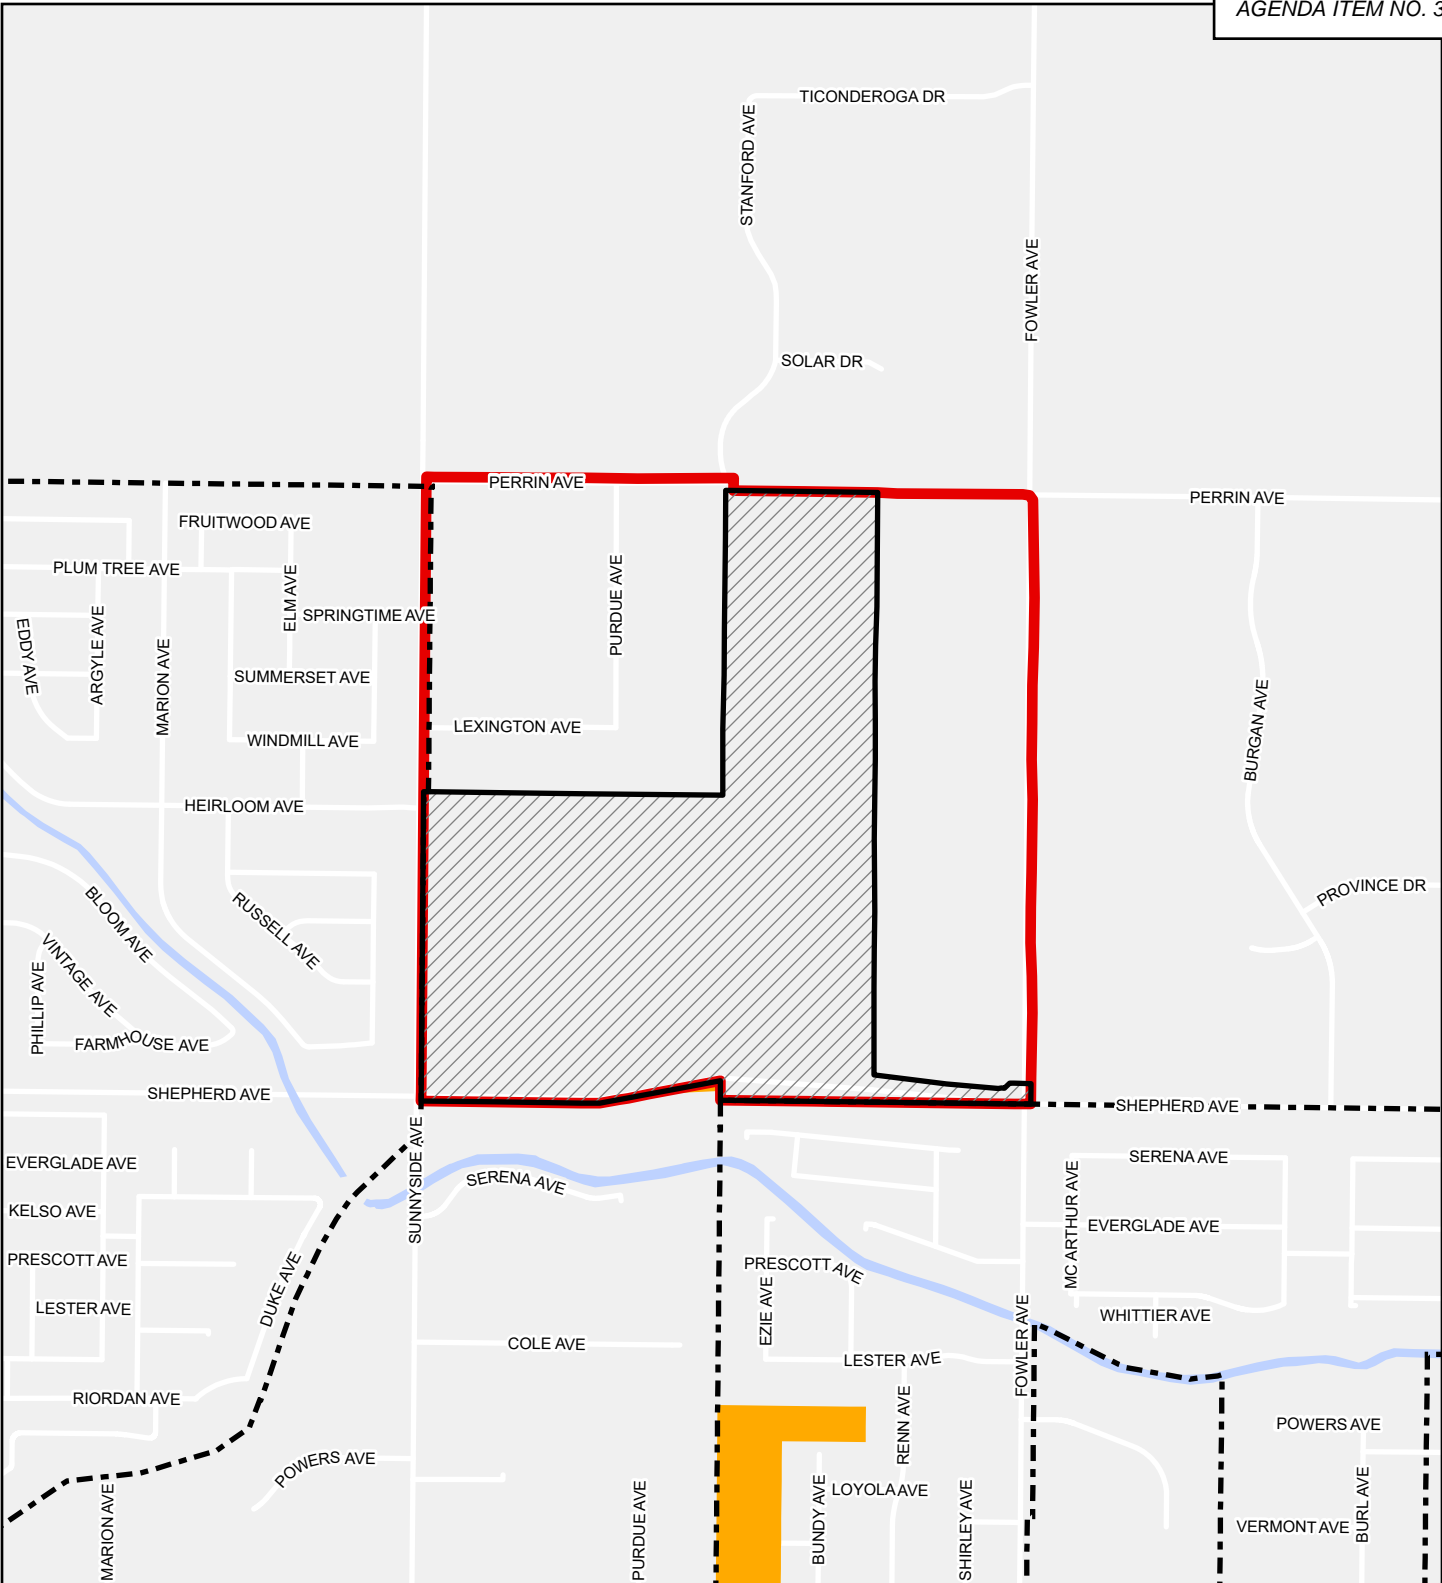 AGENDA ITEM NO. 3
TICONDEROGA DR
STANFORD AVE
FOWLER AVE
SOLAR DR
PERRIN AVE
PERRIN AVE
FRUITWOOD AVE
PLUM TREE AVE
ELM AVE
SPRINGTIME AVE
PURDUE AVE
EDDY AVE
ARGYLE AVE
MARION AVE
SUMMERSET AVE
BURGAN AVE
LEXINGTON AVE
WINDMILL AVE
HEIRLOOM AVE
PROVINCE DR
BLOOM AVE
RUSSELL AVE
VINTAGE AVE
PHILLIP AVE
FARMHOUSE AVE
SHEPHERD AVE
SHEPHERD AVE
SUNNYSIDE AVE
EVERGLADE AVE
SERENA AVE
SERENA AVE
MC ARTHUR AVE
KELSO AVE
EVERGLADE AVE
PRESCOTT AVE
DUKE AVE
PRESCOTT AVE
EZIE AVE
LESTER AVE
WHITTIER AVE
FOWLER AVE
COLE AVE
LESTER AVE
RIORDAN AVE
RENN AVE
POWERS AVE
POWERS AVE
LOYOLA AVE
MARION AVE
PURDUE AVE
BUNDY AVE
SHIRLEY AVE
VERMONT AVE
BURL AVE